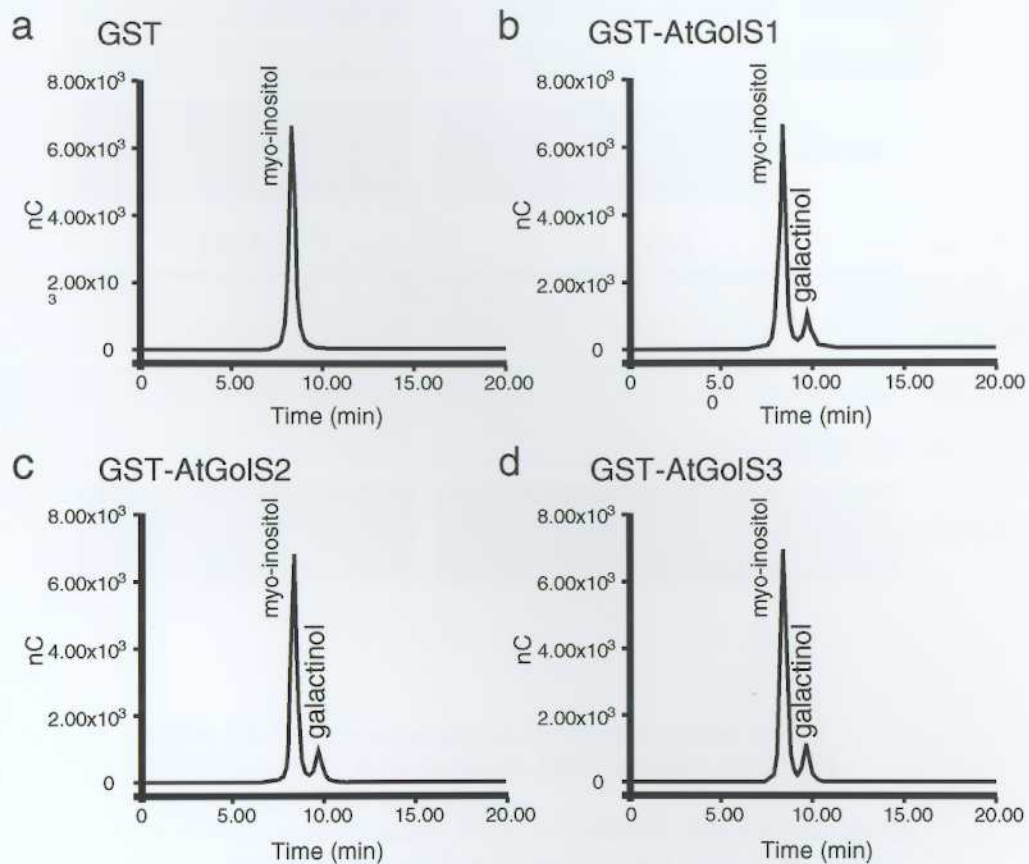 a GST
8.00x10³
6.00x10³
4.00x10³
2.00x10
3
0
nC
myo-inositol
0 5.00 10.00 15.00 20.00
Time (min)
b GST-AtGolS1
8.00x10³
6.00x10³
4.00x10³
2.00x10³
0
nC
myo-inositol
galactinol
0 5.0
0 10.00 15.00 20.00
Time (min)
c GST-AtGolS2
8.00x10³
6.00x10³
4.00x10³
2.00x10³
0
nC
myo-inositol
galactinol
0 5.00 10.00 15.00 20.00
Time (min)
d GST-AtGolS3
8.00x10³
6.00x10³
4.00x10³
2.00x10³
0
nC
myo-inositol
galactinol
0 5.00 10.00 15.00 20.00
Time (min)